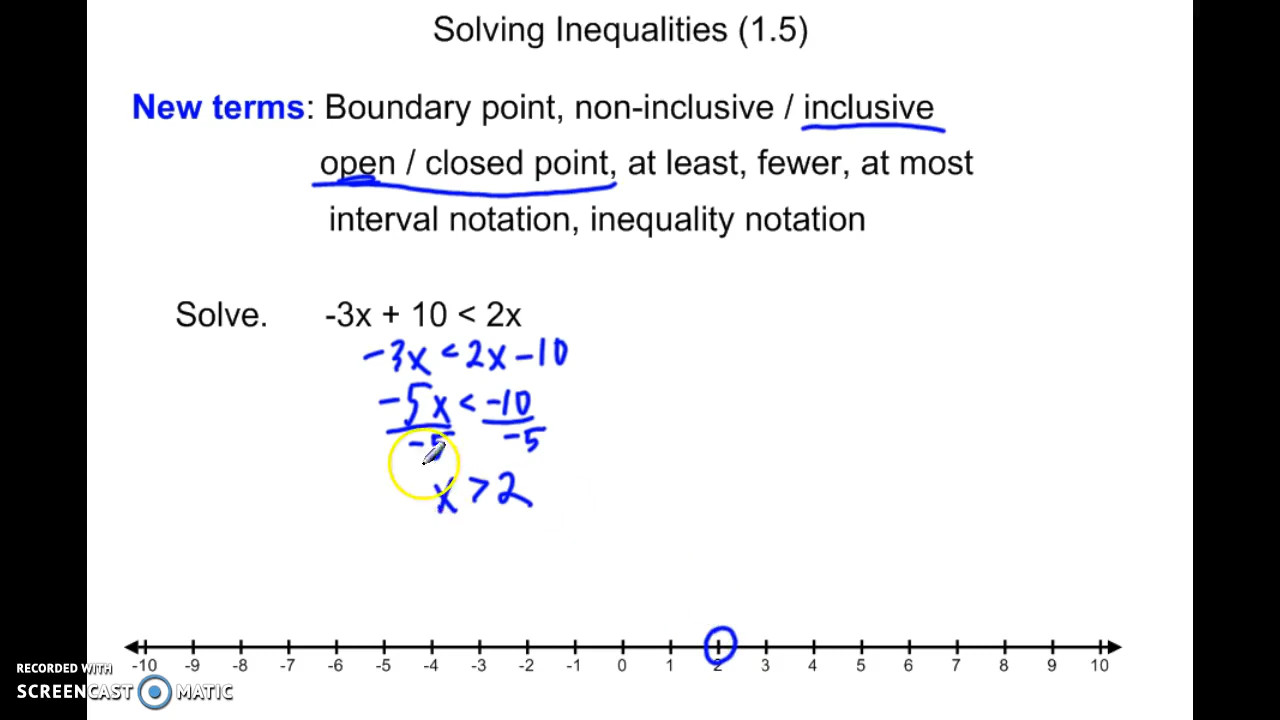 Solving Inequalities (1.5)
New terms: Boundary point, non-inclusive / inclusive
open / closed point, at least, fewer, at most
interval notation, inequality notation
Solve. -3x + 10 < 2x
-3x < 2x - 10
-5x < -10
-5 -5
x > 2
-10 -9 -8 -7 -6 -5 -4 -3 -2 -1 0 1 2 3 4 5 6 7 8 9 10
RECORDED WITH
SCREENCAST MATIC